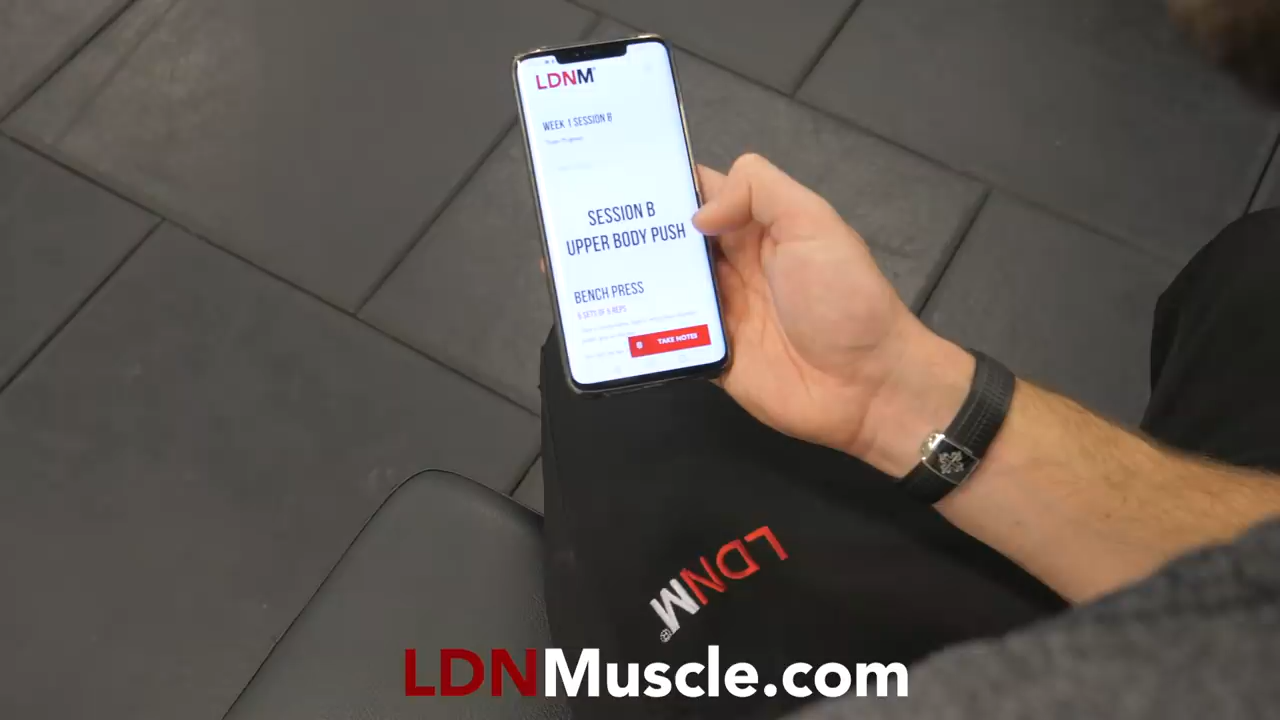 LDNM
WEEK 1 SESSION B
SESSION B
UPPER BODY PUSH
BENCH PRESS
TAKE NOTES
LDNM
LDNMuscle.com